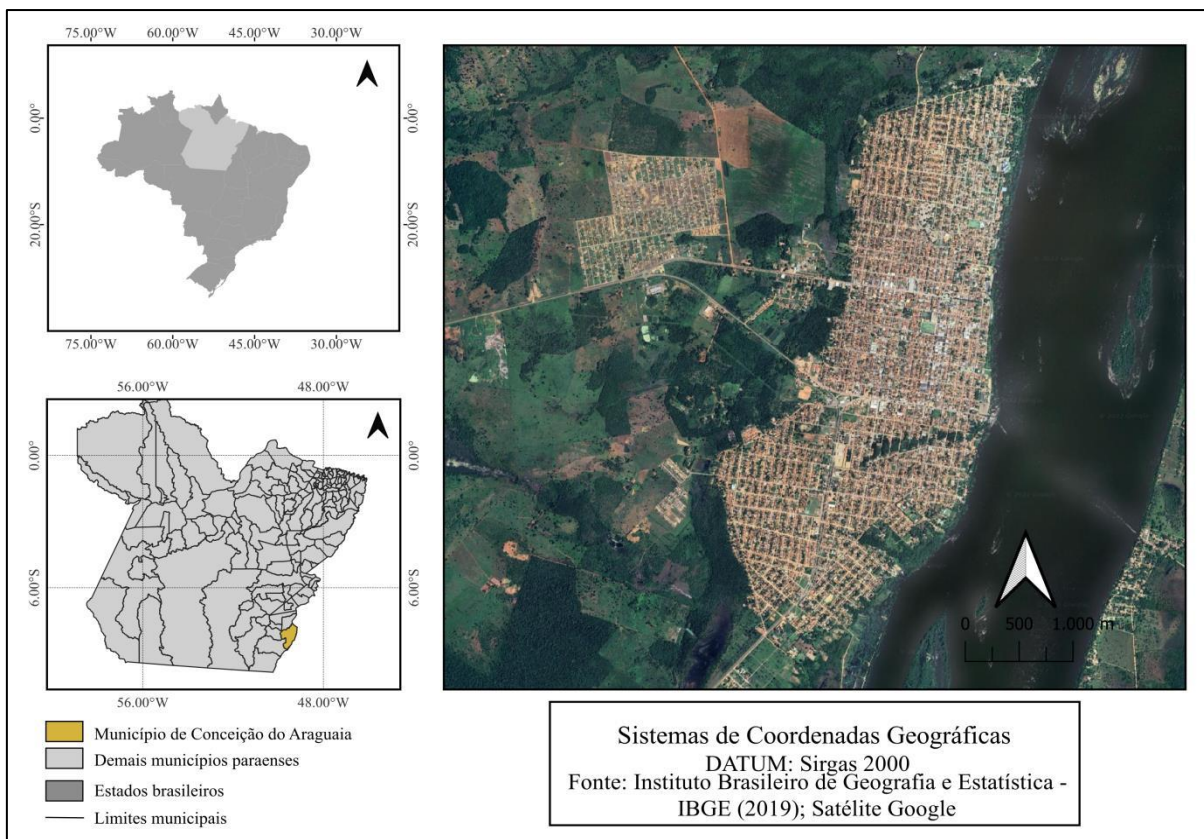 75.00°W 60.00°W 45.00°W 30.00°W
0.00°
20.00°S
0.00°
20.00°S
75.00°W 60.00°W 45.00°W 30.00°W
56.00°W 48.00°W
0.00°
6.00°S
0.00°
6.00°S
56.00°W 48.00°W
Município de Conceição do Araguaia
Demais municípios paraenses
Estados brasileiros
Limites municipais
0 500 1.000 m
Sistemas de Coordenadas Geográficas
DATUM: Sirgas 2000
Fonte: Instituto Brasileiro de Geografia e Estatística -
IBGE (2019); Satélite Google